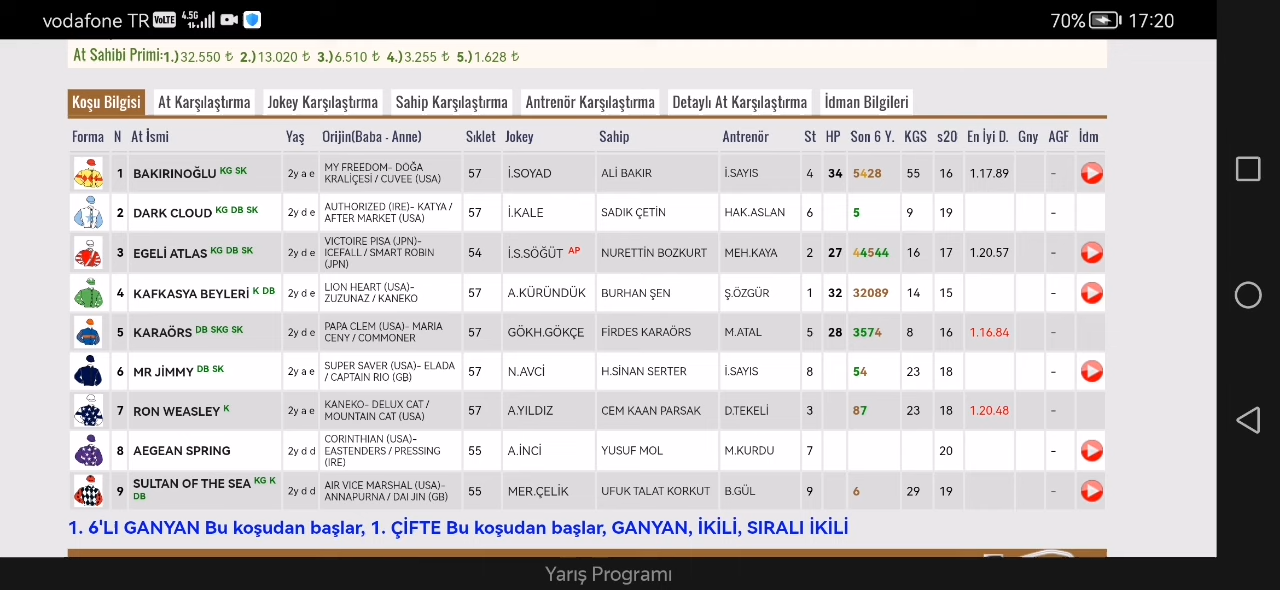 vodafone TR VoLTE 4.5G 70% 17:20
At Sahibi Primi:1.)32.550 ₺ 2.)13.020 ₺ 3.)6.510 ₺ 4.)3.255 ₺ 5.)1.628 ₺
Koşu Bilgisi At Karşılaştırma Jokey Karşılaştırma Sahip Karşılaştırma Antrenör Karşılaştırma Detaylı At Karşılaştırma İdman Bilgileri
Forma N At İsmi Yaş Orijin(Baba - Anne) Sıklet Jokey Sahip Antrenör St HP Son 6 Y. KGS s20 En İyi D. Gny AGF İdm
1 BAKIRINOĞLU KG SK 2y a e MY FREEDOM- DOĞA KRALİÇESİ / CUVEE (USA) 57 İ.SOYAD ALİ BAKIR İ.SAYIS 4 34 5428 55 16 1.17.89 -
2 DARK CLOUD KG DB SK 2y d e AUTHORIZED (IRE)- KATYA / AFTER MARKET (USA) 57 İ.KALE SADIK ÇETİN HAK.ASLAN 6 5 9 19 -
3 EGELİ ATLAS KG DB SK 2y d e VICTOIRE PISA (JPN)- ICEFALL / SMART ROBIN (JPN) 54 İ.S.SÖĞÜT AP NURETTİN BOZKURT MEH.KAYA 2 27 44544 16 17 1.20.57 -
4 KAFKASYA BEYLERİ K DB 2y d e LION HEART (USA)- ZUZUNAZ / KANEKO 57 A.KÜRÜNDÜK BURHAN ŞEN Ş.ÖZGÜR 1 32 32089 14 15 -
5 KARAÖRS DB SKG SK 2y d e PAPA CLEM (USA)- MARIA CENY / COMMONER 57 GÖKH.GÖKÇE FİRDES KARAÖRS M.ATAL 5 28 3574 8 16 1.16.84 -
6 MR JİMMY DB SK 2y a e SUPER SAVER (USA)- ELADA / CAPTAIN RIO (GB) 57 N.AVCİ H.SİNAN SERTER İ.SAYIS 8 54 23 18 -
7 RON WEASLEY K 2y a e KANEKO- DELUX CAT / MOUNTAIN CAT (USA) 57 A.YILDIZ CEM KAAN PARSAK D.TEKELİ 3 87 23 18 1.20.48 -
8 AEGEAN SPRING 2y d d CORINTHIAN (USA)- EASTENDERS / PRESSING (IRE) 55 A.İNCİ YUSUF MOL M.KURDU 7 20 -
9 SULTAN OF THE SEA KG K DB 2y d d AIR VICE MARSHAL (USA)- ANNAPURNA / DAI JIN (GB) 55 MER.ÇELİK UFUK TALAT KORKUT B.GÜL 9 6 29 19 -
1. 6'LI GANYAN Bu koşudan başlar, 1. ÇİFTE Bu koşudan başlar, GANYAN, İKİLİ, SIRALI İKİLİ
Yarış Programı